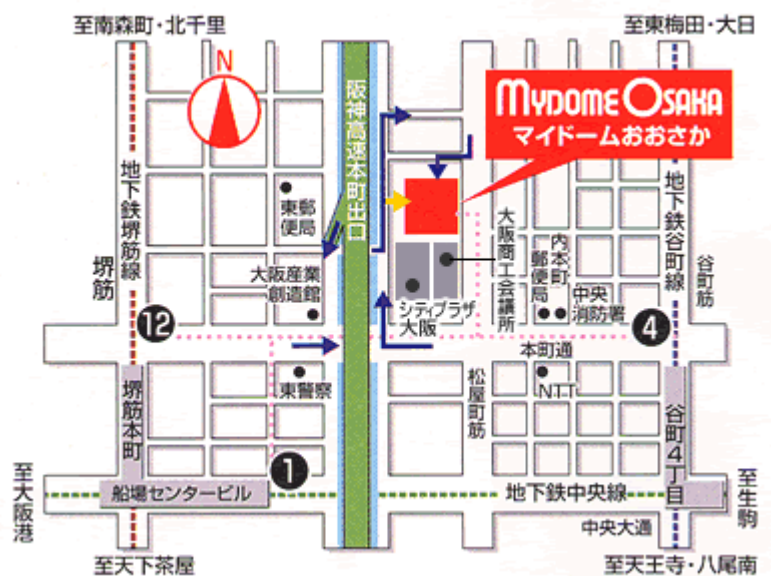 至南森町・北千里
至東梅田・大日
N
MYDOME OSAKA
マイドームおおさか
阪神高速本町出口
地下鉄堺筋線
堺筋
東郵
便局
大阪産業
創造館
大阪商工会議所
内本町
郵便局
中央
消防署
地下鉄谷町線
谷町筋
シティプラザ
大阪
12
4
本町通
東警察
松屋町筋
NTT
堺筋本町
谷町4丁目
1
至大阪港
船場センタービル
地下鉄中央線
至生駒
中央大通
至天下茶屋
至天王寺・八尾南